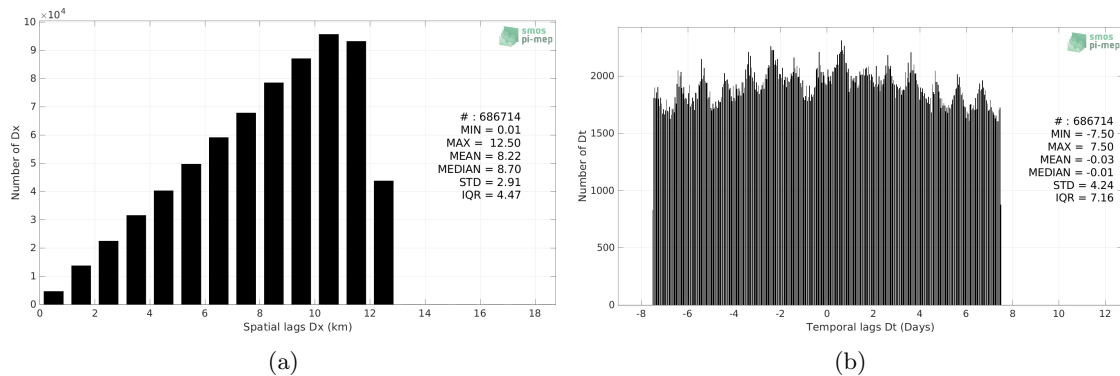 ×10⁴
10
9
8
7
6
5
4
3
2
1
0
Number of Dx
0 2 4 6 8 10 12 14 16 18
Spatial lags Dx (km)
smos
pi-mep
# : 686714
MIN = 0.01
MAX = 12.50
MEAN = 8.22
MEDIAN = 8.70
STD = 2.91
IQR = 4.47
(a)
2000
1500
1000
500
0
Number of Dt
-8 -6 -4 -2 0 2 4 6 8 10 12
Temporal lags Dt (Days)
smos
pi-mep
# : 686714
MIN = -7.50
MAX = 7.50
MEAN = -0.03
MEDIAN = -0.01
STD = 4.24
IQR = 7.16
(b)